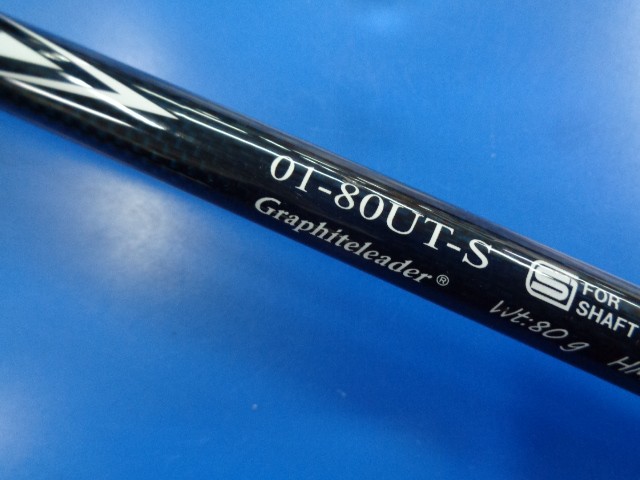 01-80UT-S
Graphiteleader®
S FOR
SHAFT
Wt:80g